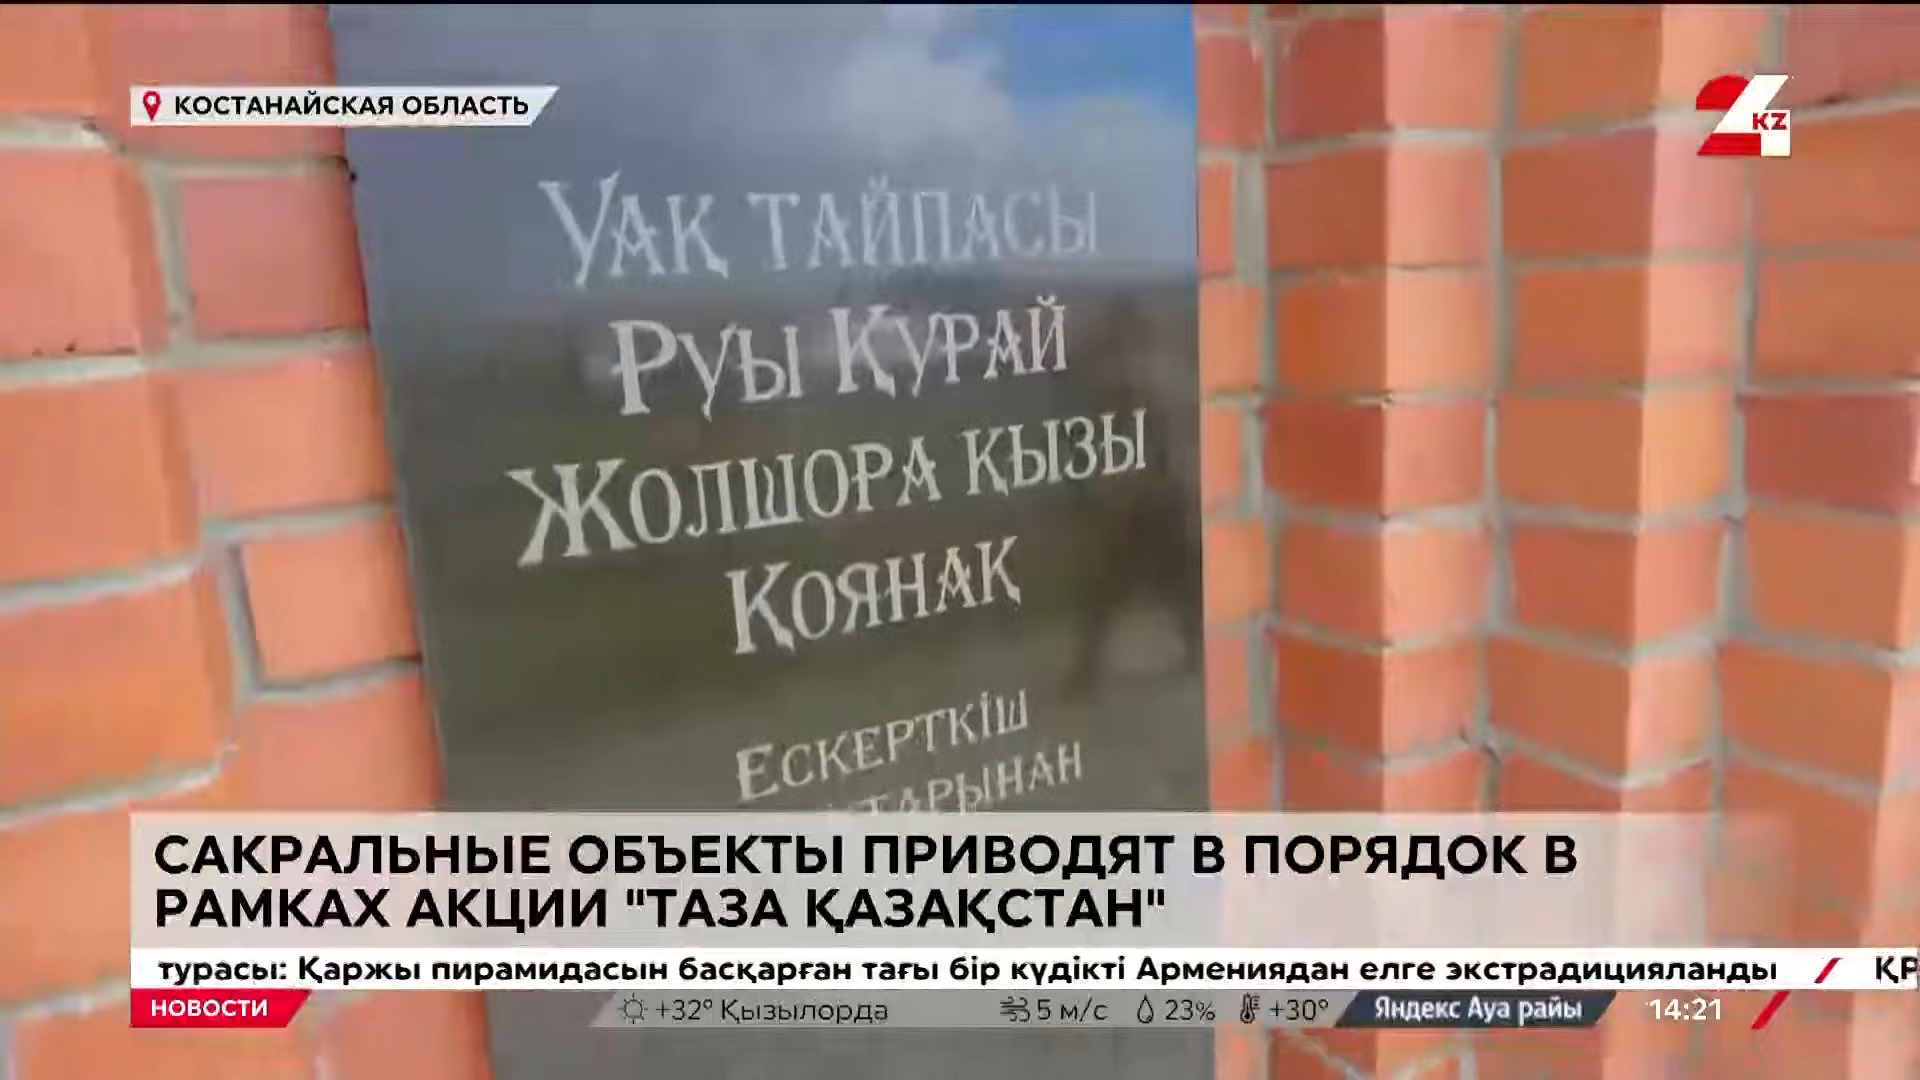 КОСТАНАЙСКАЯ ОБЛАСТЬ
24 KZ
УАҚ ТАЙПАСЫ
РУЫ ҚУРАЙ
ЖОЛШОРА ҚЫЗЫ
ҚОЯНАҚ
ЕСКЕРТКІШ
САКРАЛЬНЫЕ ОБЪЕКТЫ ПРИВОДЯТ В ПОРЯДОК В
РАМКАХ АКЦИИ "ТАЗА ҚАЗАҚСТАН"
турасы: Қаржы пирамидасын басқарған тағы бір күдікті Армениядан елге экстрадицияланды / ҚР
НОВОСТИ
+32° Қызылорда 5 м/с 23% +30° Яндекс Ауа райы 14:21